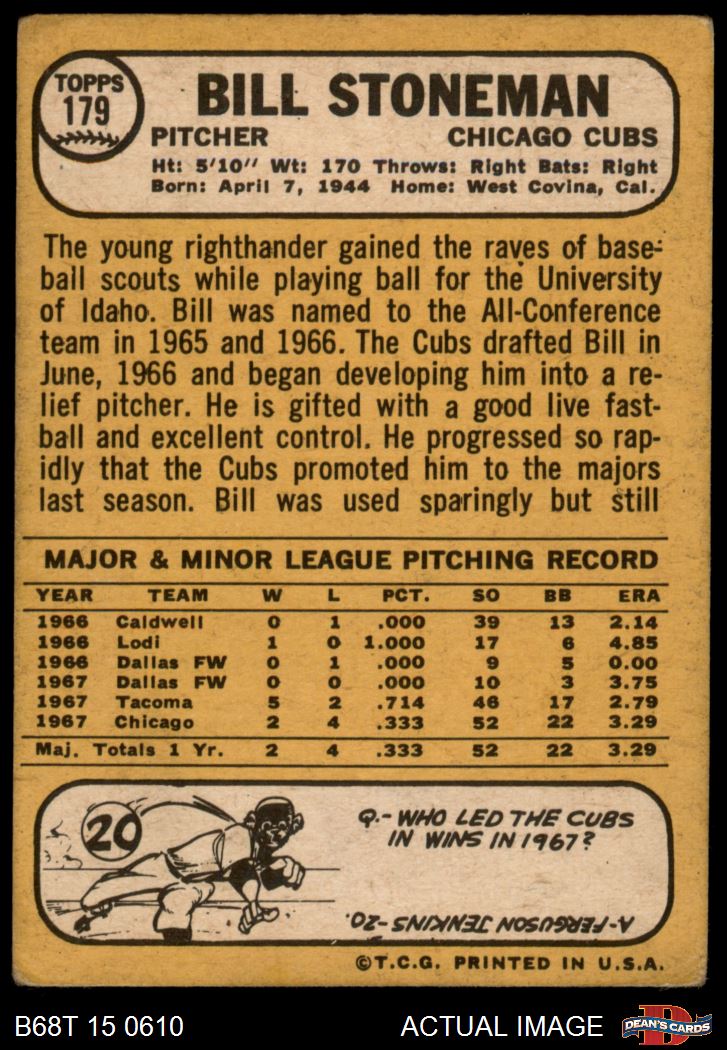 TOPPS
179
BILL STONEMAN
PITCHER CHICAGO CUBS
Ht: 5'10" Wt: 170 Throws: Right Bats: Right
Born: April 7, 1944 Home: West Covina, Cal.
The young righthander gained the raves of base-
ball scouts while playing ball for the University
of Idaho. Bill was named to the All-Conference
team in 1965 and 1966. The Cubs drafted Bill in
June, 1966 and began developing him into a re-
lief pitcher. He is gifted with a good live fast-
ball and excellent control. He progressed so rap-
idly that the Cubs promoted him to the majors
last season. Bill was used sparingly but still
MAJOR & MINOR LEAGUE PITCHING RECORD
YEAR TEAM W L PCT. SO BB ERA
1966 Caldwell 0 1 .000 39 13 2.14
1966 Lodi 1 0 1.000 17 6 4.85
1966 Dallas FW 0 1 .000 9 5 0.00
1967 Dallas FW 0 0 .000 10 3 3.75
1967 Tacoma 5 2 .714 46 17 2.79
1967 Chicago 2 4 .333 52 22 3.29
Maj. Totals 1 Yr. 2 4 .333 52 22 3.29
20
Q.- WHO LED THE CUBS
IN WINS IN 1967?
A-FERGUSON JENKINS-20.
©T.C.G. PRINTED IN U.S.A.
B68T 15 0610 ACTUAL IMAGE
D
DEAN'S CARDS